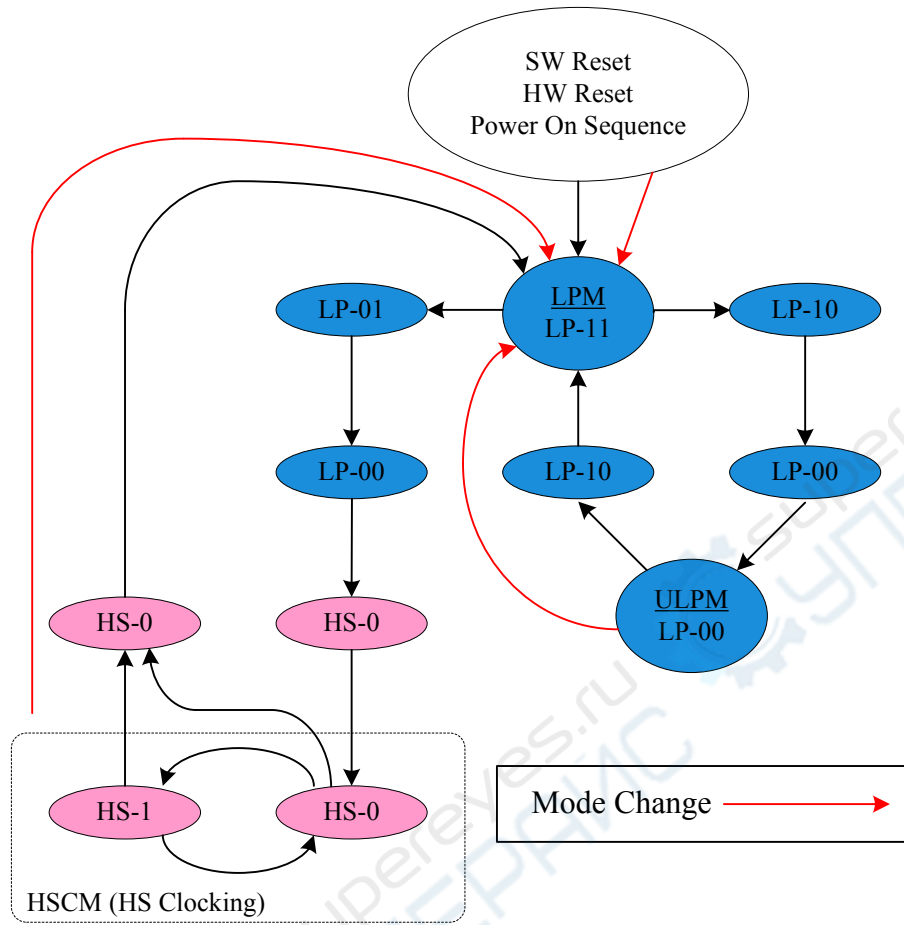 SW Reset
HW Reset
Power On Sequence
LP-01
LPM
LP-11
LP-10
LP-00
LP-10
LP-00
HS-0
HS-0
ULPM
LP-00
HS-1
HS-0
HSCM (HS Clocking)
Mode Change